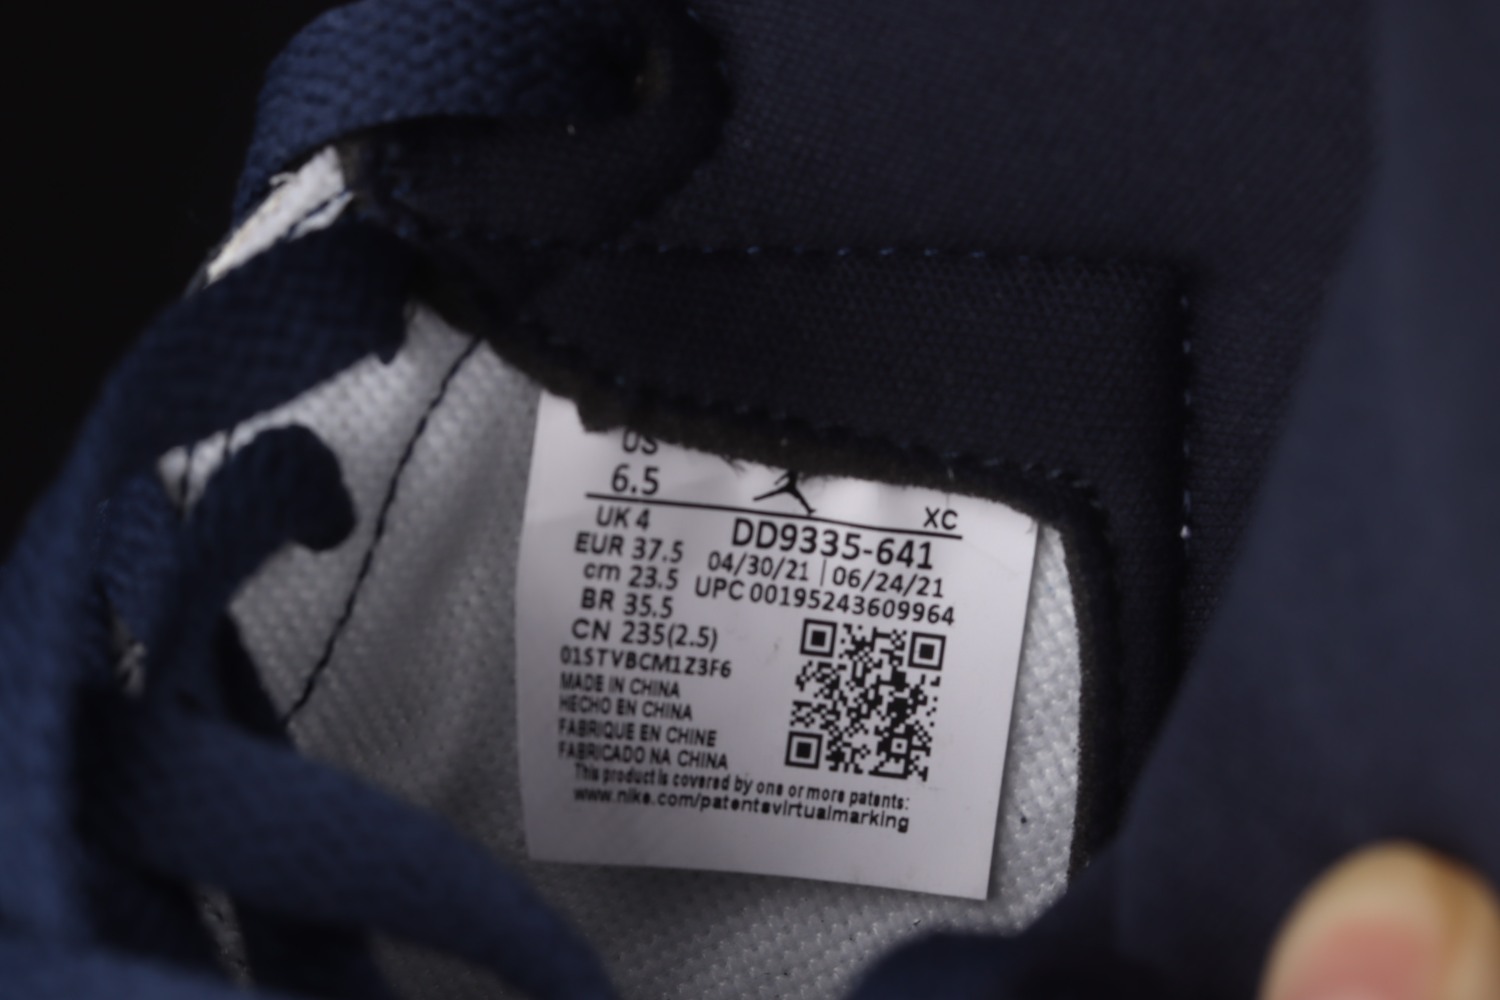 US
6.5
XC
UK 4
DD9335-641
EUR 37.5
04/30/21 | 06/24/21
cm 23.5
UPC 00195243609964
BR 35.5
CN 235(2.5)
01STVBCM1Z3F6
MADE IN CHINA
HECHO EN CHINA
FABRIQUE EN CHINE
FABRICADO NA CHINA
This product is covered by one or more patents:
www.nike.com/patentsvirtualmarking